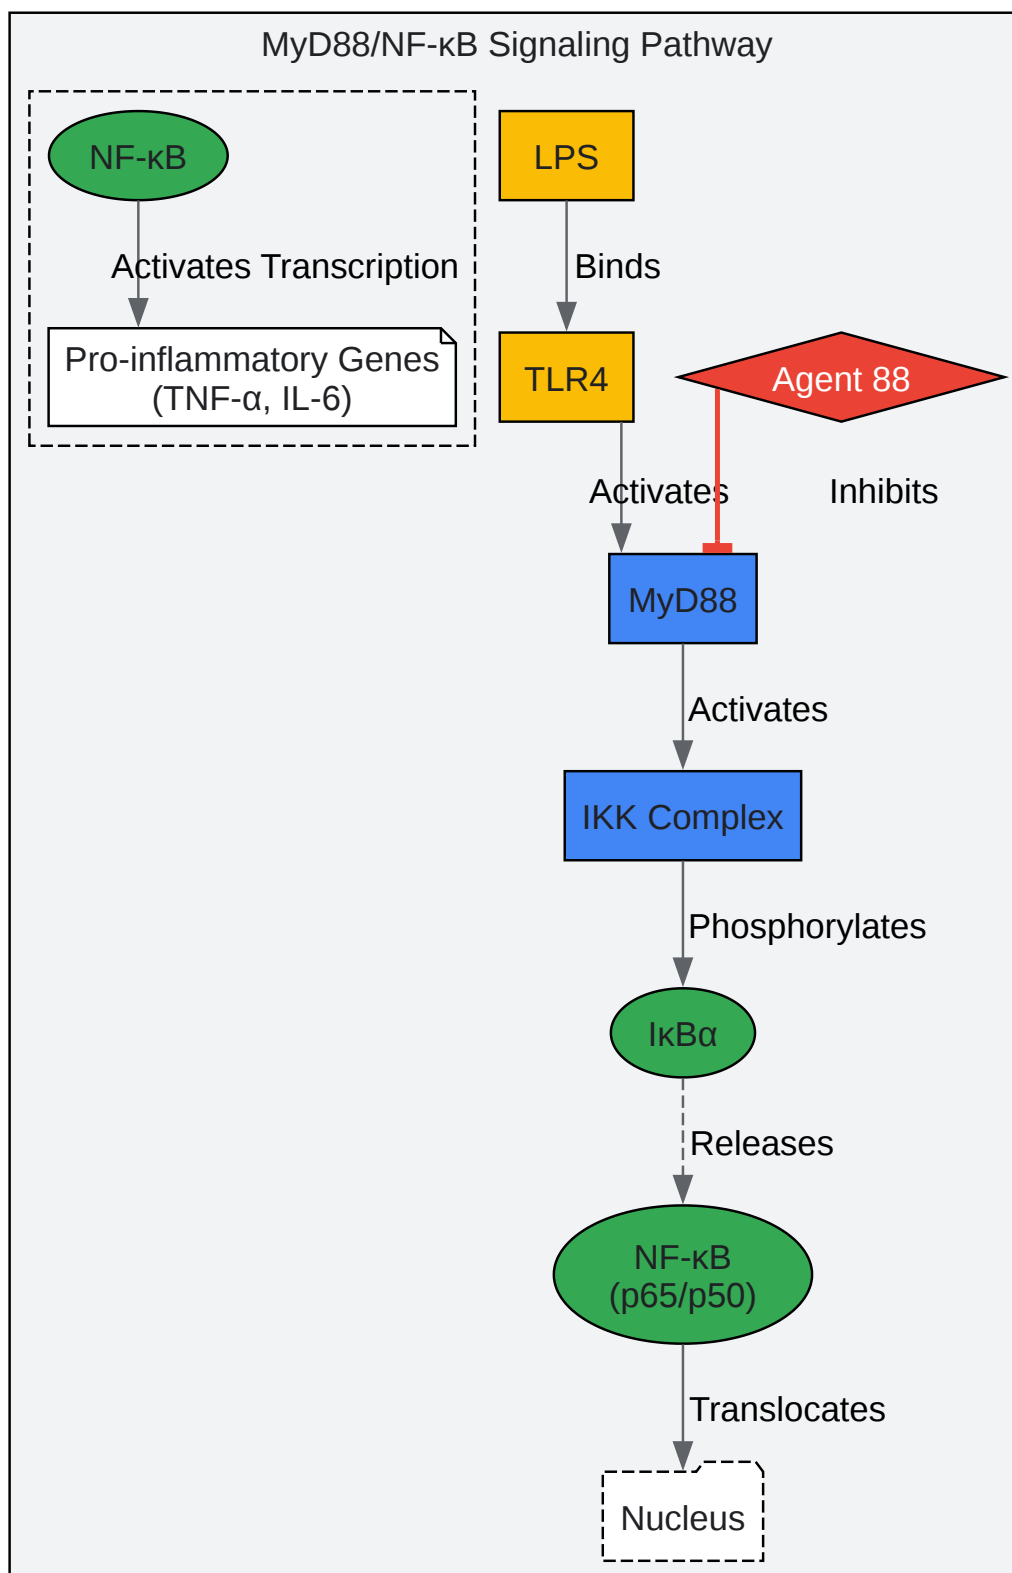 MyD88/NF-κB Signaling Pathway
NF-κB
Activates Transcription
Pro-inflammatory Genes
(TNF-α, IL-6)
LPS
Binds
TLR4
Agent 88
Activates
Inhibits
MyD88
Activates
IKK Complex
Phosphorylates
IκBα
Releases
NF-κB
(p65/p50)
Translocates
Nucleus